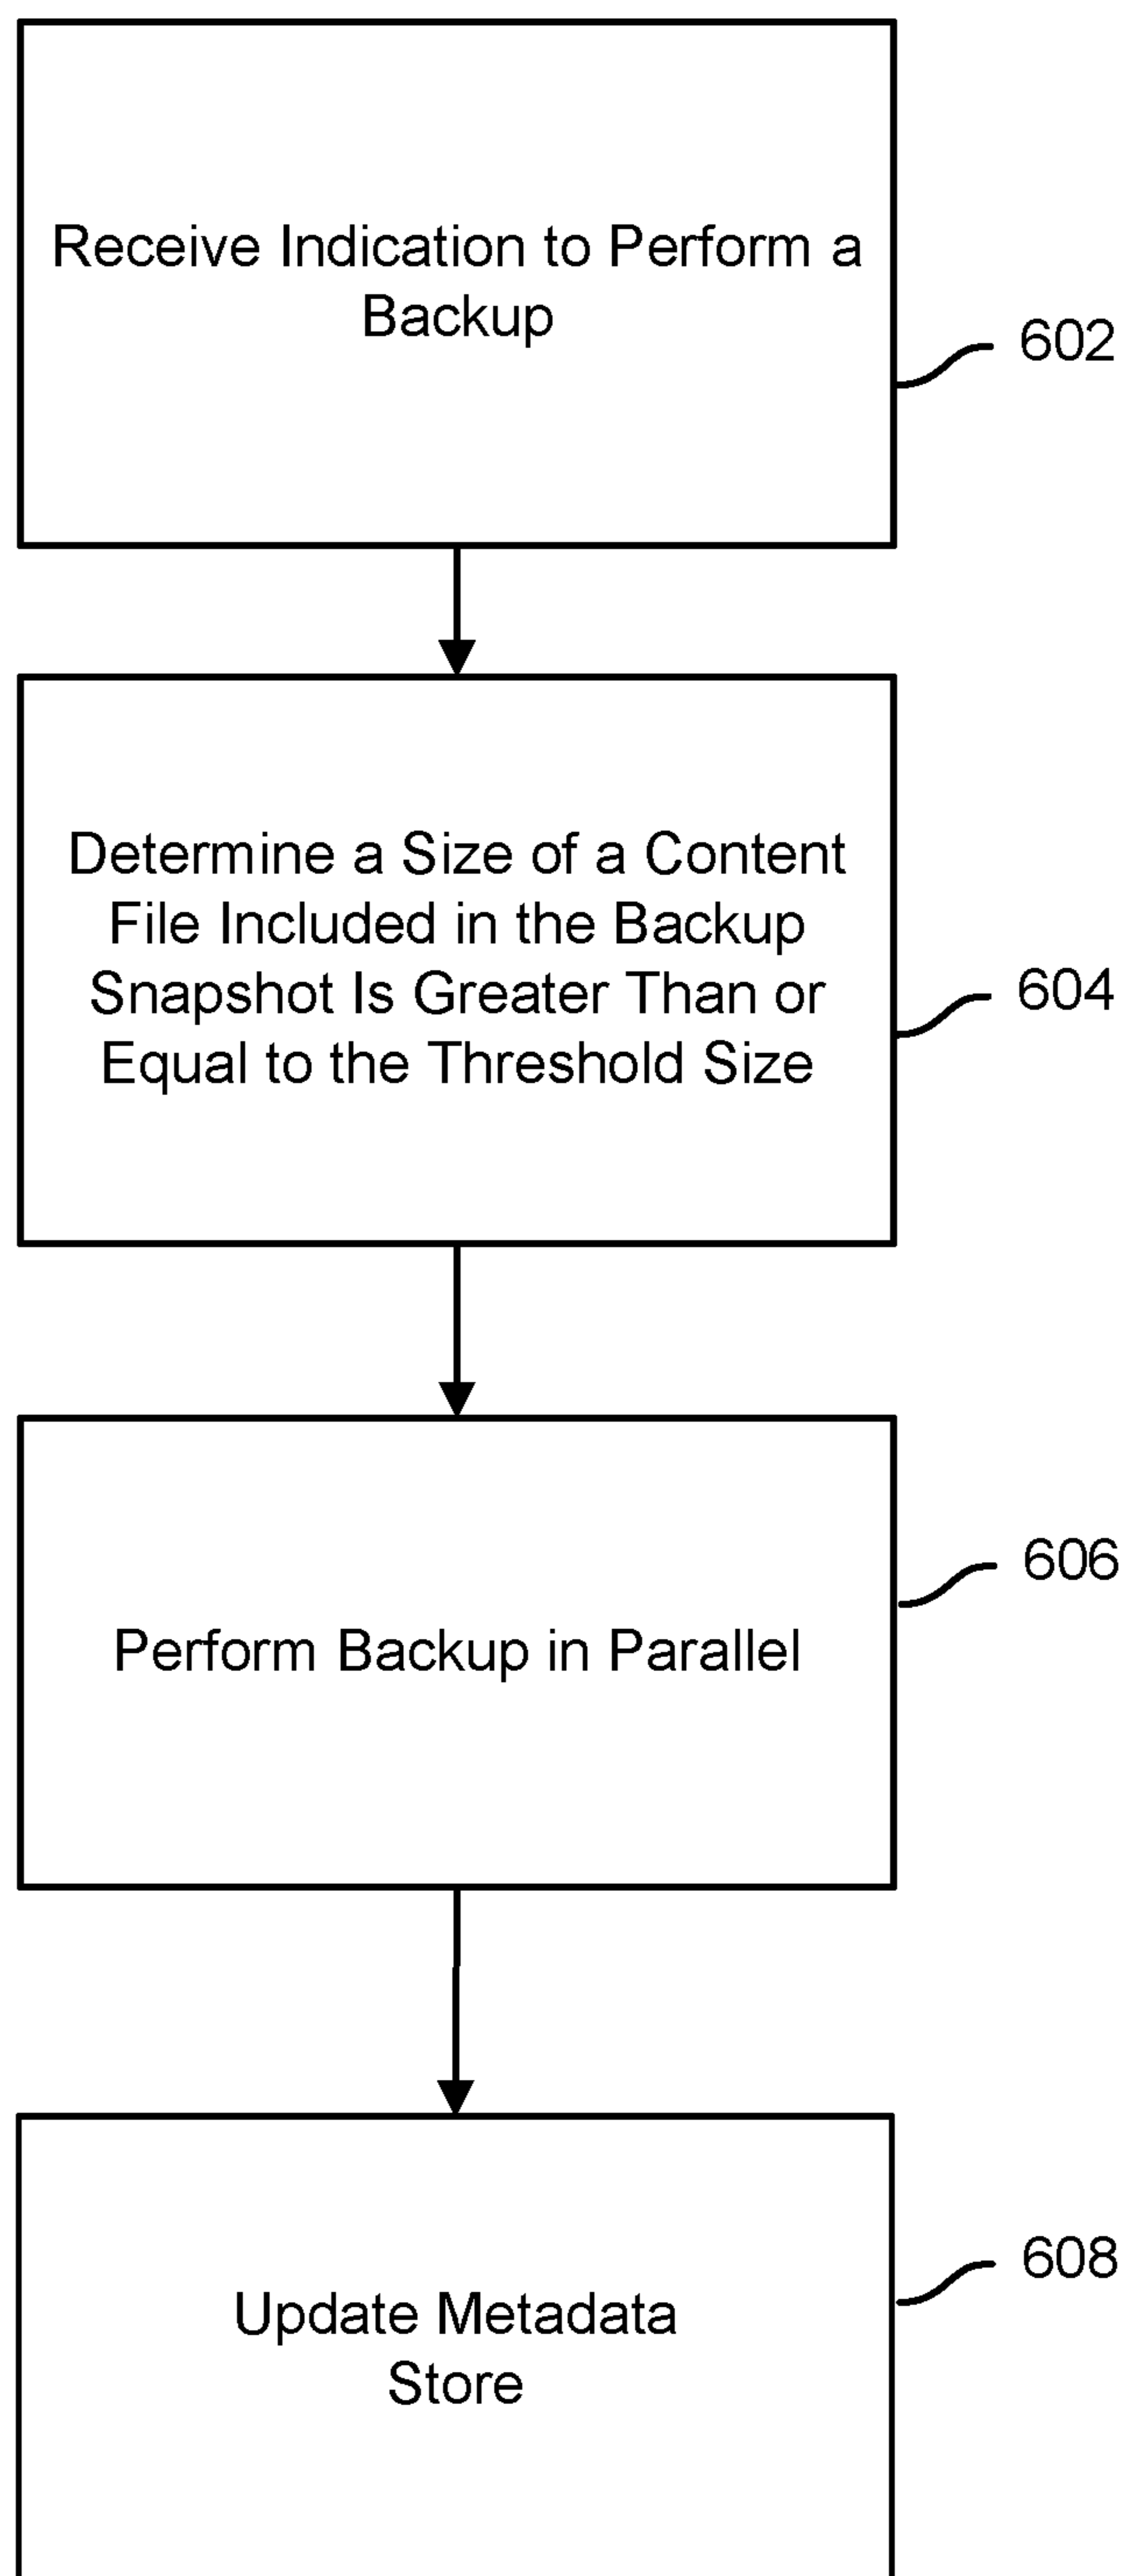 Receive Indication to Perform a
Backup
602
Determine a Size of a Content
File Included in the Backup
Snapshot Is Greater Than or
Equal to the Threshold Size
604
Perform Backup in Parallel
606
Update Metadata
Store
608